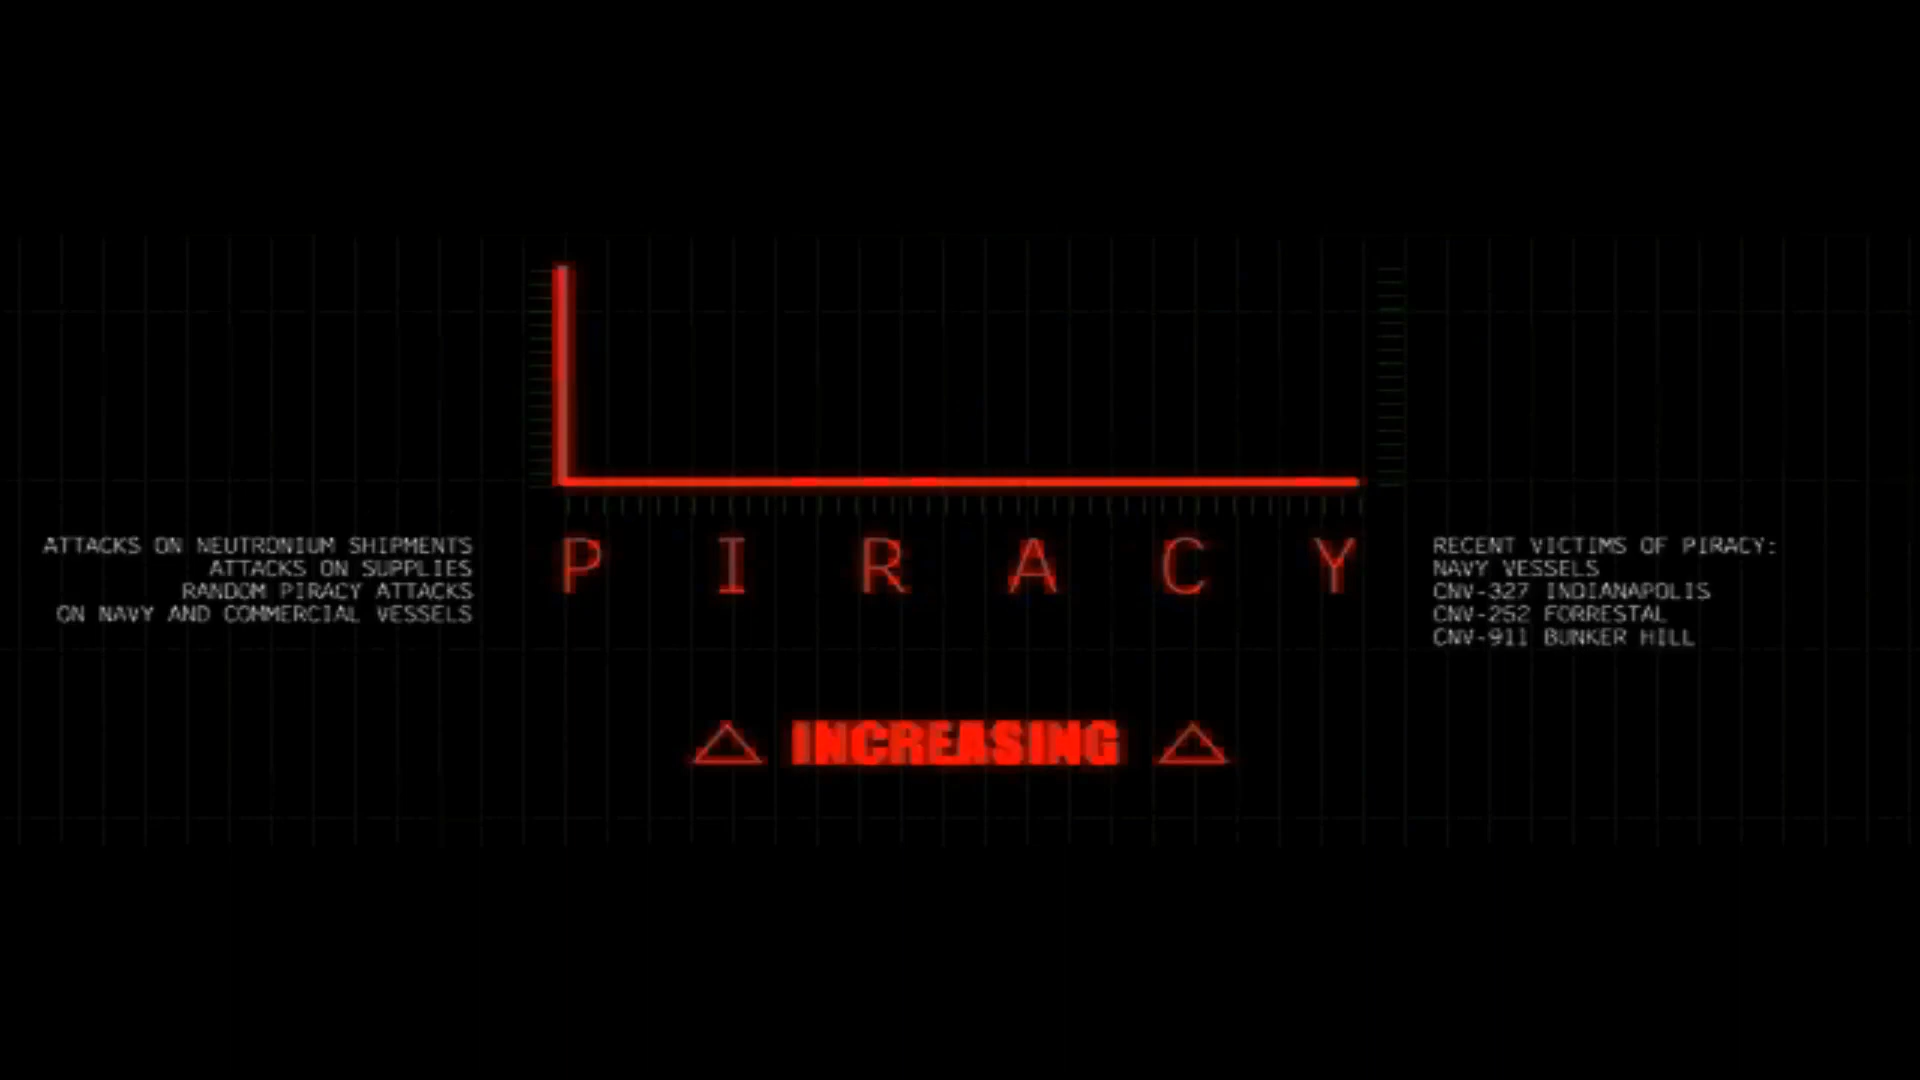 ATTACKS ON NEUTRONIUM SHIPMENTS
ATTACKS ON SUPPLIES
RANDOM PIRACY ATTACKS
ON NAVY AND COMMERCIAL VESSELS
PIRACY
RECENT VICTIMS OF PIRACY:
NAVY VESSELS
CNV-327 INDIANAPOLIS
CNV-252 FORRESTAL
CNV-911 BUNKER HILL
INCREASING